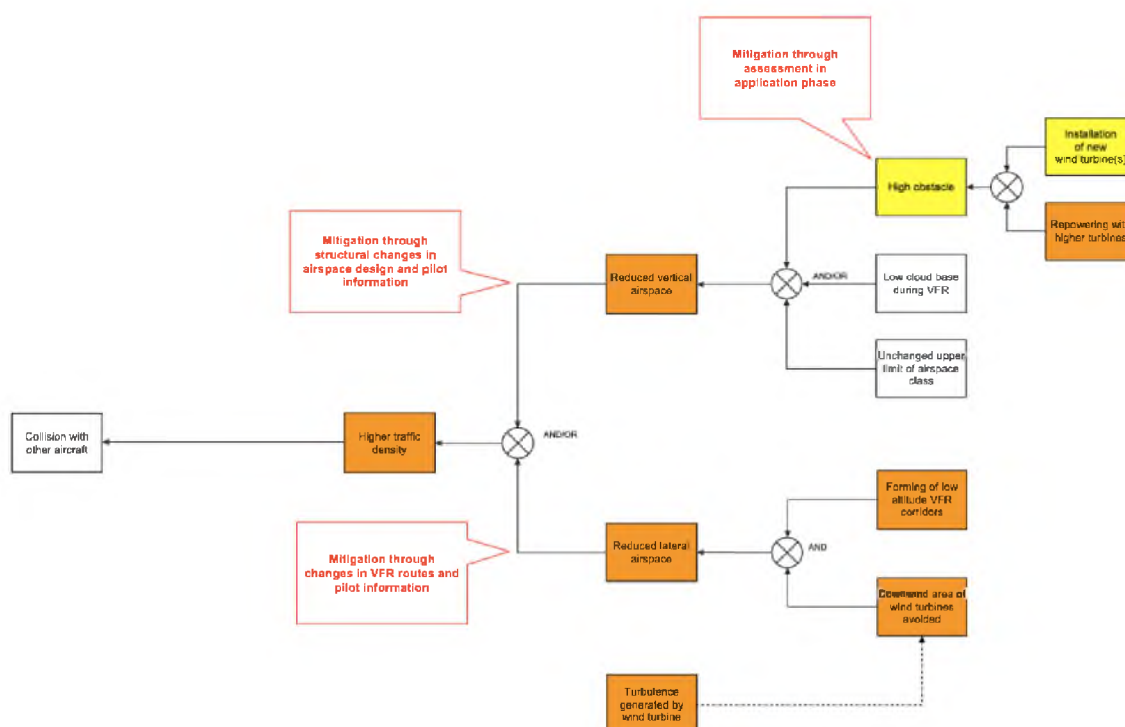 Mitigation through
assessment in
application phase
Installation
of new
wind turbine(s)
High obstacle
Repowering with
higher turbines
Mitigation through
structural changes in
airspace design and pilot
information
Reduced vertical
airspace
AND/OR
Low cloud base
during VFR
Unchanged upper
limit of airspace
class
Collision with
other aircraft
Higher traffic
density
AND/OR
Forming of low
altitude VFR
corridors
Mitigation through
changes in VFR routes and
pilot information
Reduced lateral
airspace
AND
Downwind area of
wind turbines
avoided
Turbulence
generated by
wind turbine